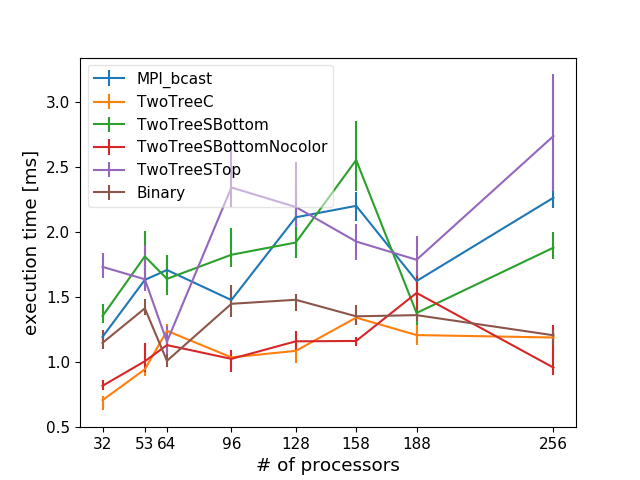 MPI_bcast
TwoTreeC
TwoTreeSBottom
TwoTreeSBottomNocolor
TwoTreeSTop
Binary
execution time [ms]
3.0
2.5
2.0
1.5
1.0
0.5
32 53 64 96 128 158 188 256
# of processors